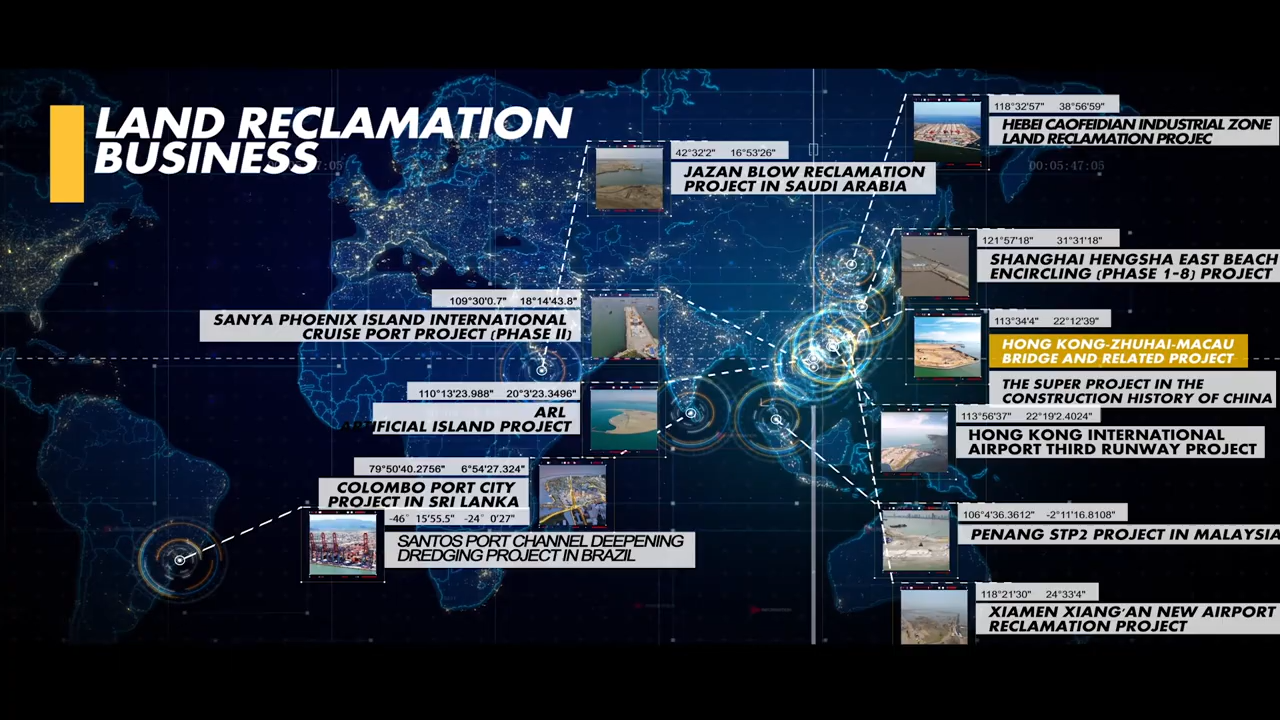 LAND RECLAMATION
BUSINESS
118°32'57" 38°56'59"
HEBEI CAOFEIDIAN INDUSTRIAL ZONE
LAND RECLAMATION PROJEC
00:05:47:05
42°32'2" 16°53'26"
JAZAN BLOW RECLAMATION
PROJECT IN SAUDI ARABIA
121°57'18" 31°31'18"
SHANGHAI HENGSHA EAST BEACH
ENCIRCLING (PHASE 1-8) PROJECT
109°30'0.7" 18°14'43.8"
SANYA PHOENIX ISLAND INTERNATIONAL
CRUISE PORT PROJECT (PHASE II)
113°34'4" 22°12'39"
HONG KONG-ZHUHAI-MACAU
BRIDGE AND RELATED PROJECT
THE SUPER PROJECT IN THE
CONSTRUCTION HISTORY OF CHINA
110°13'23.988" 20°3'23.3496"
ARL
ARTIFICIAL ISLAND PROJECT
113°56'37" 22°19'2.4024"
HONG KONG INTERNATIONAL
AIRPORT THIRD RUNWAY PROJECT
79°50'40.2756" 6°54'27.324"
COLOMBO PORT CITY
PROJECT IN SRI LANKA
-46° 15'55.5" -24° 0'27"
SANTOS PORT CHANNEL DEEPENING
DREDGING PROJECT IN BRAZIL
106°4'36.3612" -2°11'16.8108"
PENANG STP2 PROJECT IN MALAYSIA
118°21'30" 24°33'4"
XIAMEN XIANG'AN NEW AIRPORT
RECLAMATION PROJECT